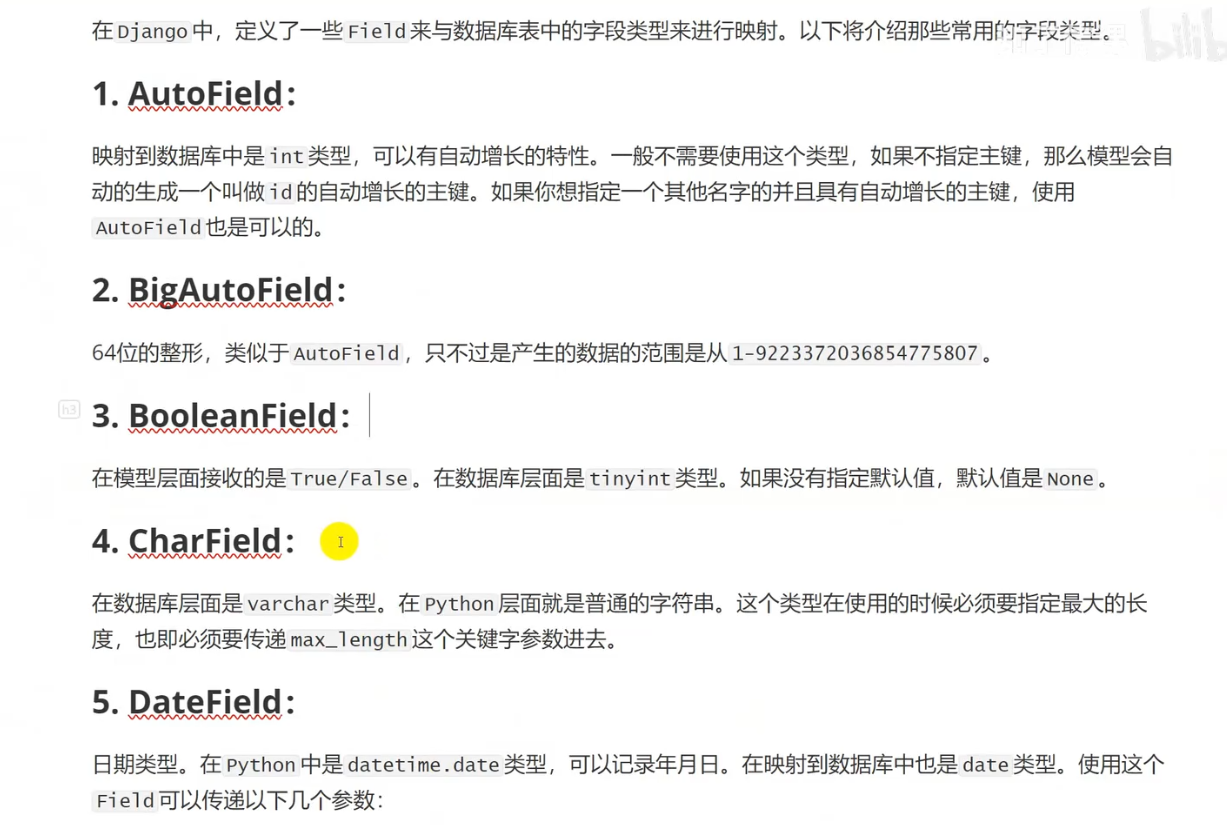 在Django中，定义了一些Field来与数据库表中的字段类型来进行映射。以下将介绍那些常用的字段类型。
bilib
1. AutoField：
映射到数据库中是int类型，可以有自动增长的特性。一般不需要使用这个类型，如果不指定主键，那么模型会自
动的生成一个叫做id的自动增长的主键。如果你想指定一个其他名字的并且具有自动增长的主键，使用
AutoField也是可以的。
2. BigAutoField：
64位的整形，类似于AutoField，只不过是产生的数据的范围是从1-9223372036854775807。
h3
3. BooleanField：
在模型层面接收的是True/False。在数据库层面是tinyint类型。如果没有指定默认值，默认值是None。
4. CharField：
在数据库层面是varchar类型。在Python层面就是普通的字符串。这个类型在使用的时候必须要指定最大的长
度，也即必须要传递max_length这个关键字参数进去。
5. DateField：
日期类型。在Python中是datetime.date类型，可以记录年月日。在映射到数据库中也是date类型。使用这个
Field可以传递以下几个参数：